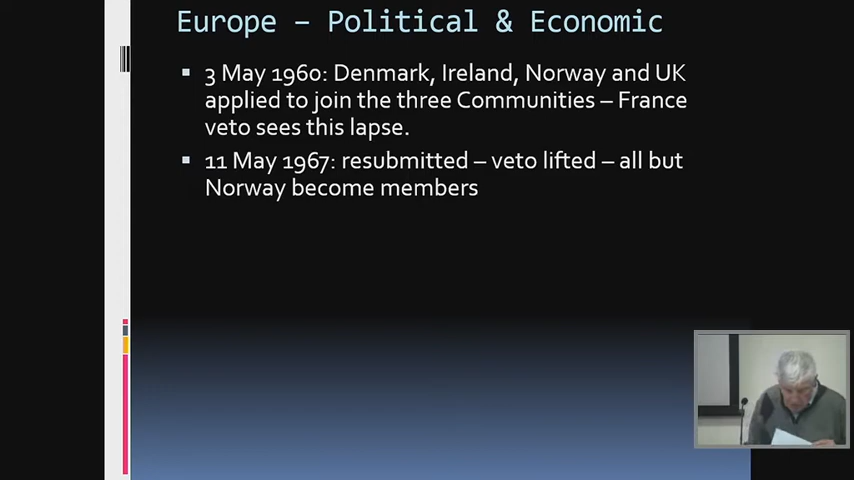 Europe – Political & Economic
3 May 1960: Denmark, Ireland, Norway and UK
applied to join the three Communities – France
veto sees this lapse.
11 May 1967: resubmitted – veto lifted – all but
Norway become members